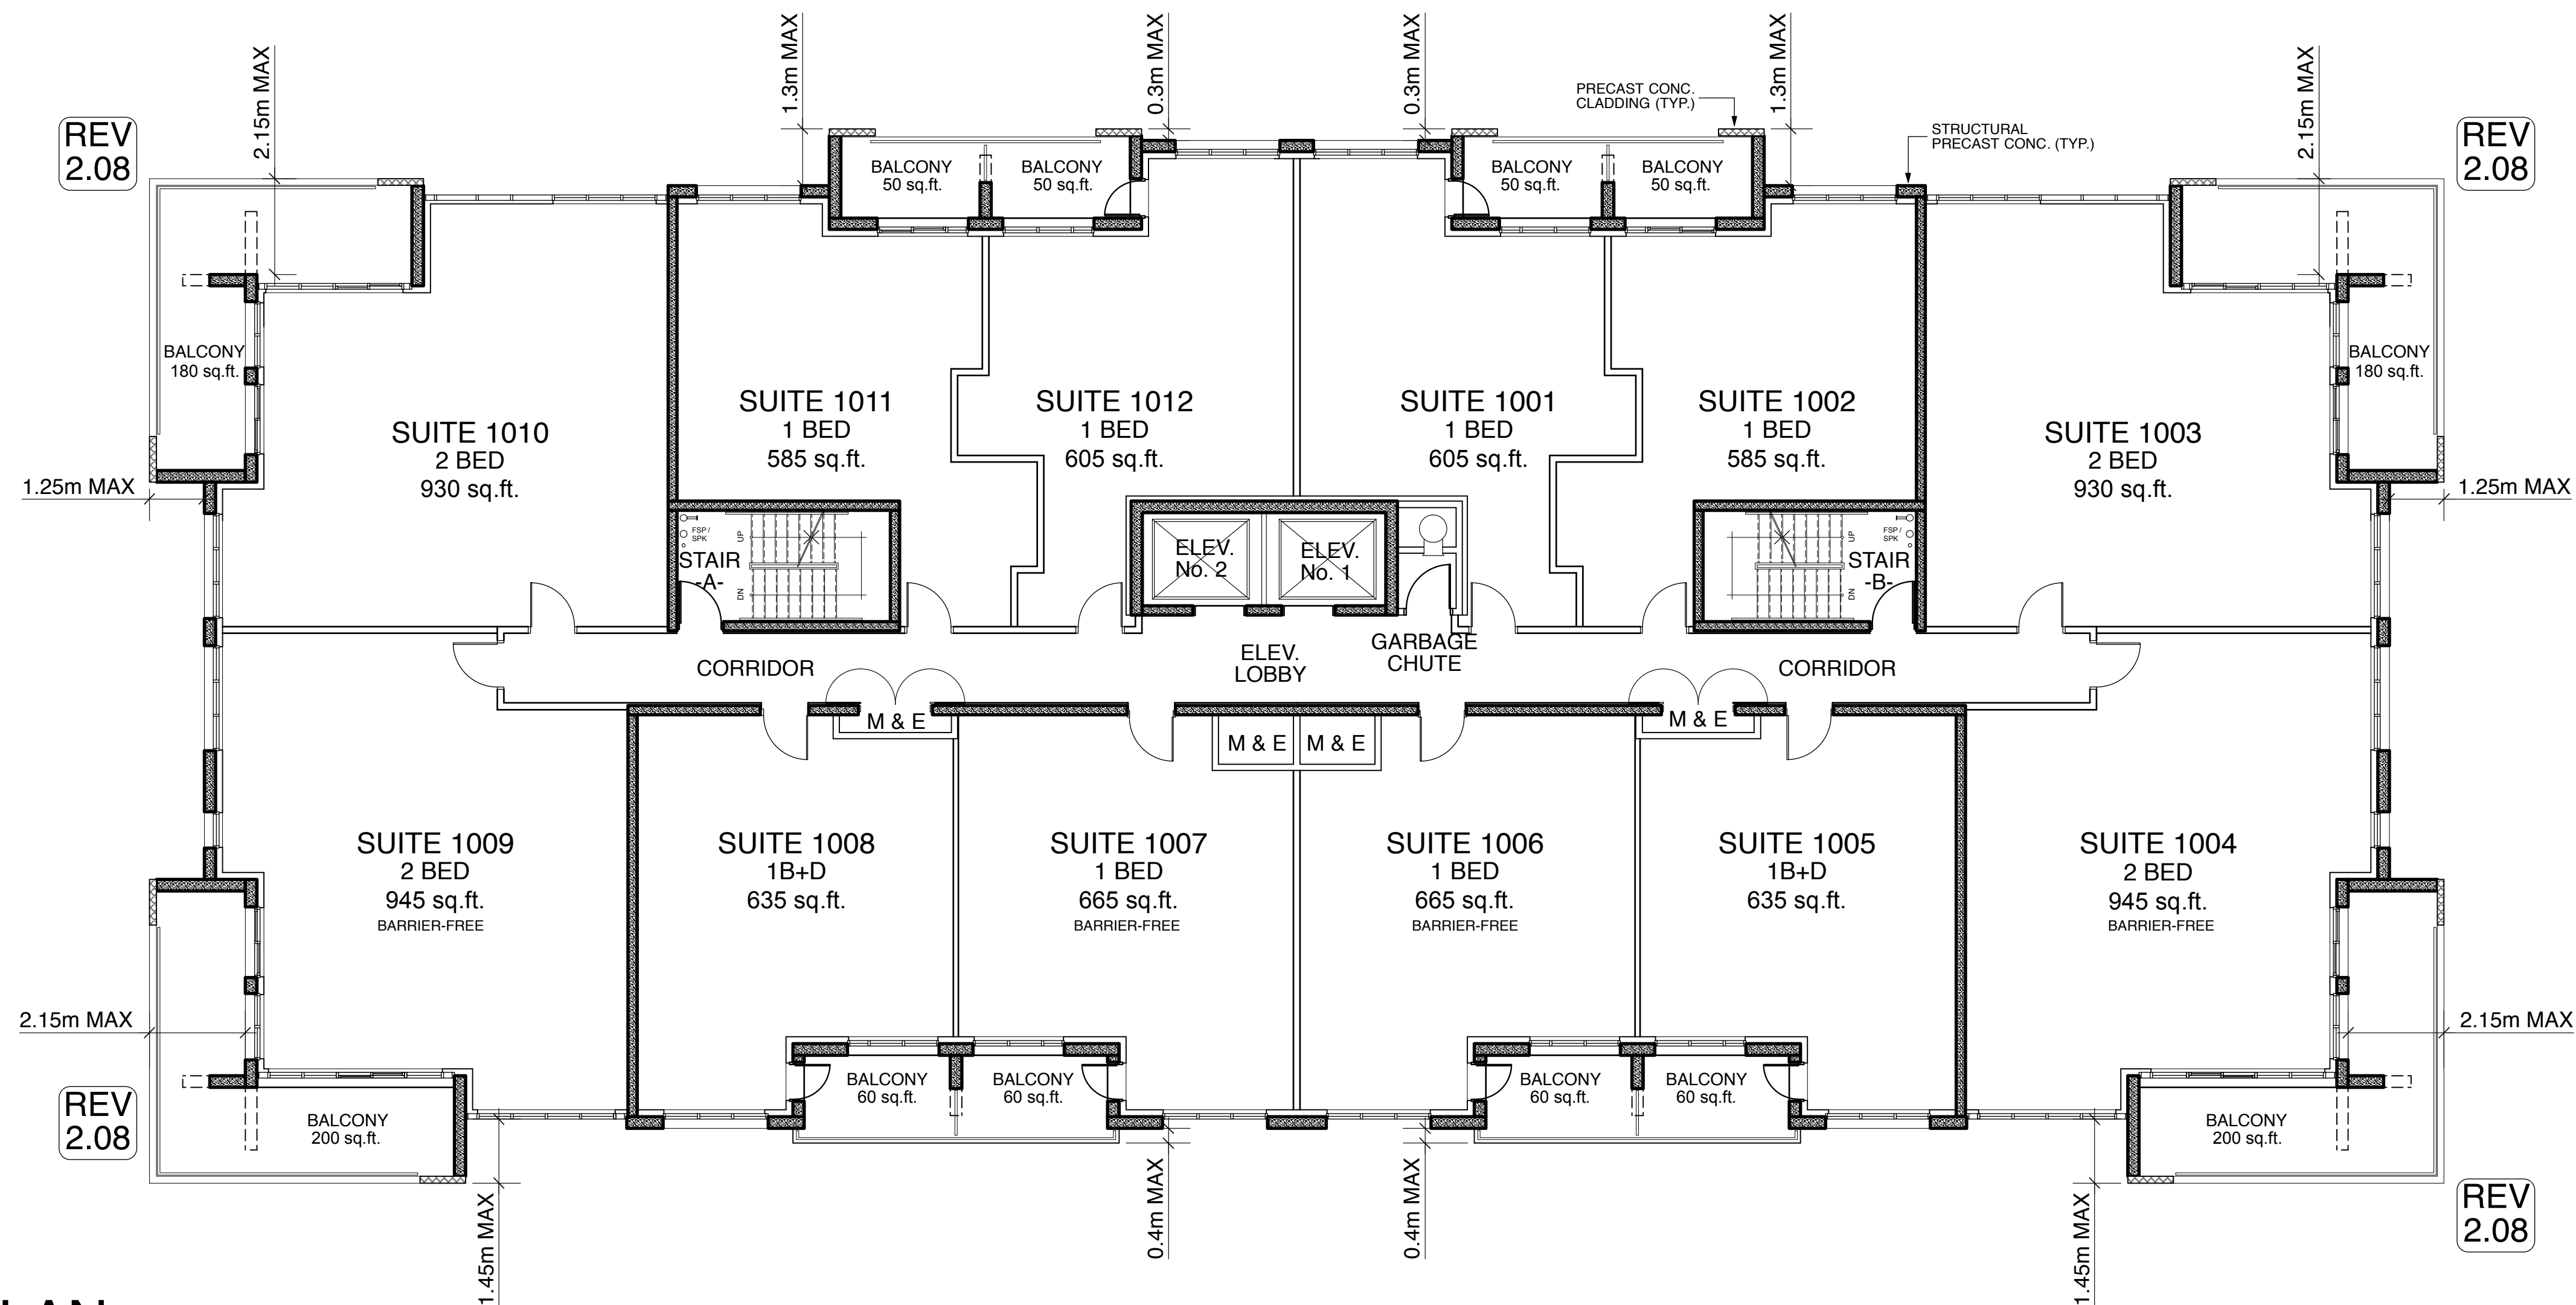 1.3m MAX
0.3m MAX
0.3m MAX
1.3m MAX
2.15m MAX
2.15m MAX
PRECAST CONC.
CLADDING (TYP.)
STRUCTURAL
PRECAST CONC. (TYP.)
REV
2.08
REV
2.08
BALCONY
50 sq.ft.
BALCONY
50 sq.ft.
BALCONY
50 sq.ft.
BALCONY
50 sq.ft.
BALCONY
180 sq.ft.
BALCONY
180 sq.ft.
SUITE 1010
2 BED
930 sq.ft.
SUITE 1011
1 BED
585 sq.ft.
SUITE 1012
1 BED
605 sq.ft.
SUITE 1001
1 BED
605 sq.ft.
SUITE 1002
1 BED
585 sq.ft.
SUITE 1003
2 BED
930 sq.ft.
1.25m MAX
1.25m MAX
FSP /
SPK
UP
STAIR
-A-
DN
ELEV.
No. 2
ELEV.
No. 1
UP
FSP /
SPK
STAIR
-B-
DN
CORRIDOR
ELEV.
LOBBY
GARBAGE
CHUTE
CORRIDOR
M & E
M & E
M & E
M & E
SUITE 1009
2 BED
945 sq.ft.
BARRIER-FREE
SUITE 1008
1B+D
635 sq.ft.
SUITE 1007
1 BED
665 sq.ft.
BARRIER-FREE
SUITE 1006
1 BED
665 sq.ft.
BARRIER-FREE
SUITE 1005
1B+D
635 sq.ft.
SUITE 1004
2 BED
945 sq.ft.
BARRIER-FREE
2.15m MAX
2.15m MAX
BALCONY
60 sq.ft.
BALCONY
60 sq.ft.
BALCONY
60 sq.ft.
BALCONY
60 sq.ft.
REV
2.08
BALCONY
200 sq.ft.
BALCONY
200 sq.ft.
REV
2.08
1.45m MAX
0.4m MAX
0.4m MAX
1.45m MAX